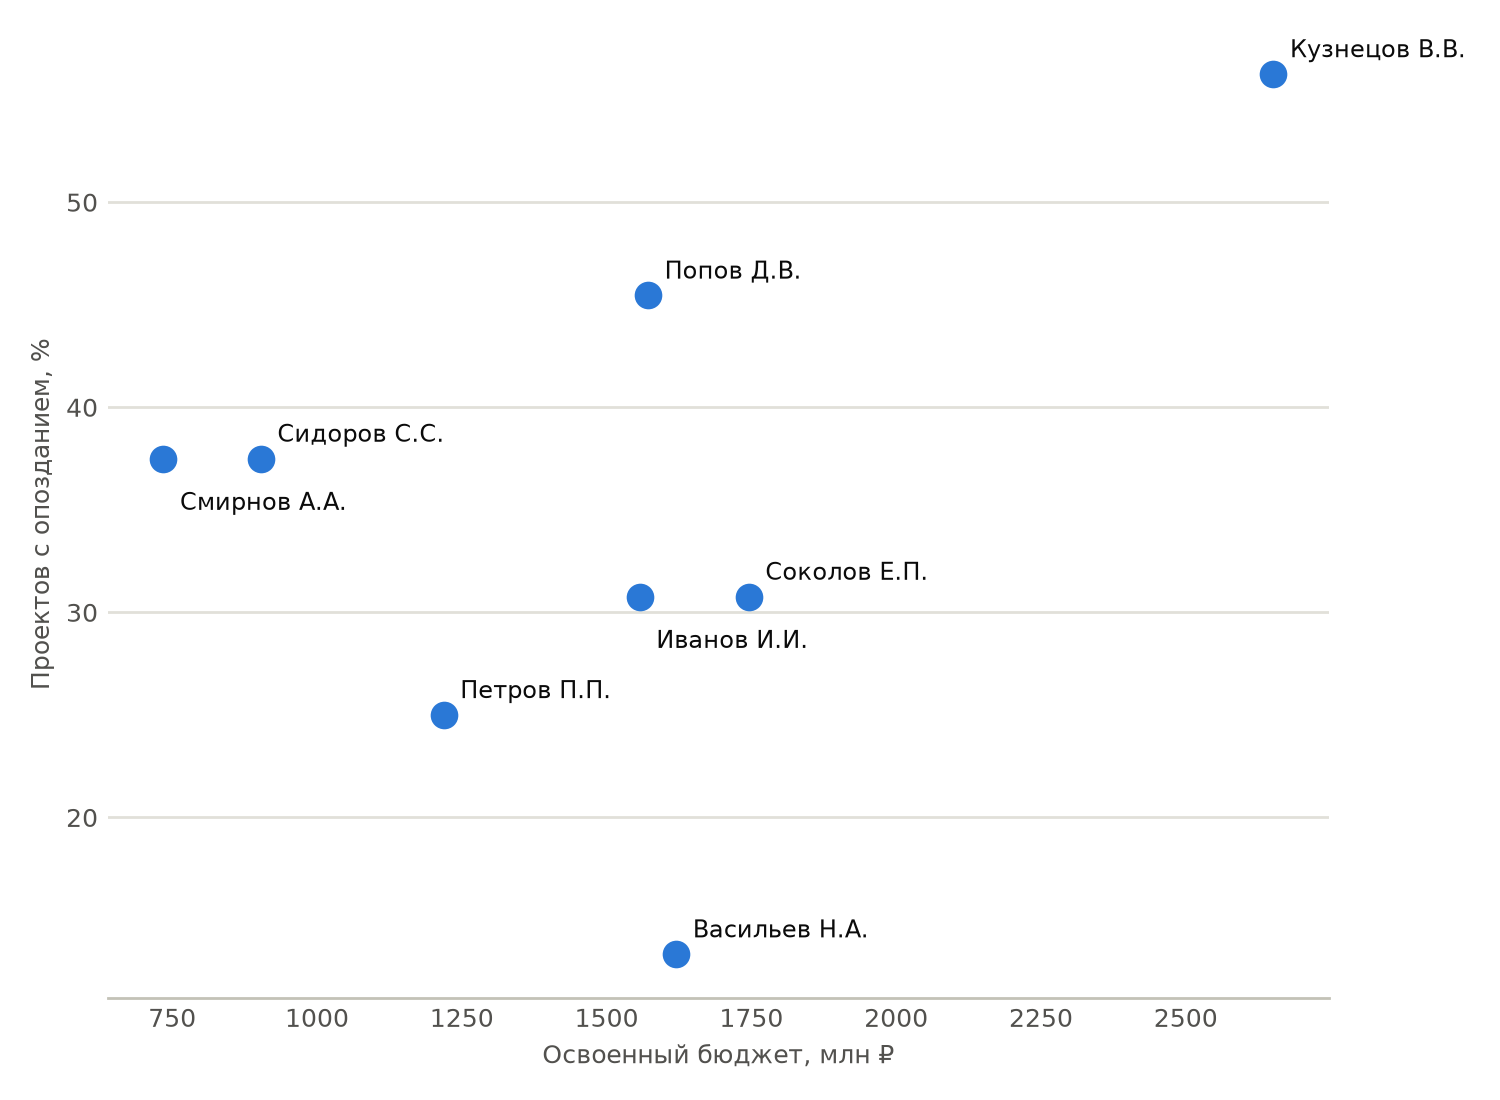 Кузнецов В.В.
50
Попов Д.В.
40
Сидоров С.С.
Смирнов А.А.
Соколов Е.П.
30
Иванов И.И.
Петров П.П.
20
Васильев Н.А.
Проектов с опозданием, %
750 1000 1250 1500 1750 2000 2250 2500
Освоенный бюджет, млн ₽